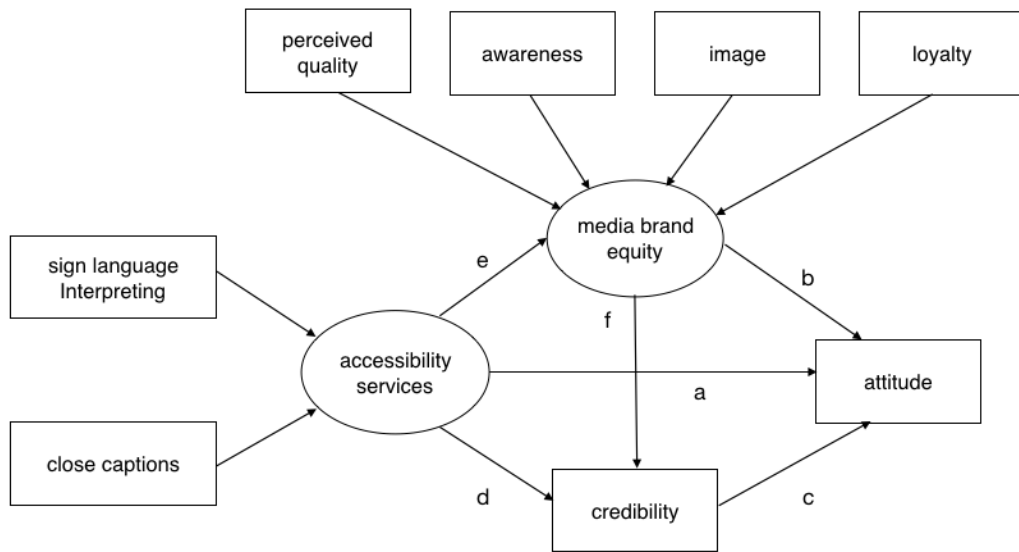 perceived
quality
awareness
image
loyalty
media brand
equity
sign language
Interpreting
e
b
f
accessibility
services
a
attitude
close captions
d
credibility
c